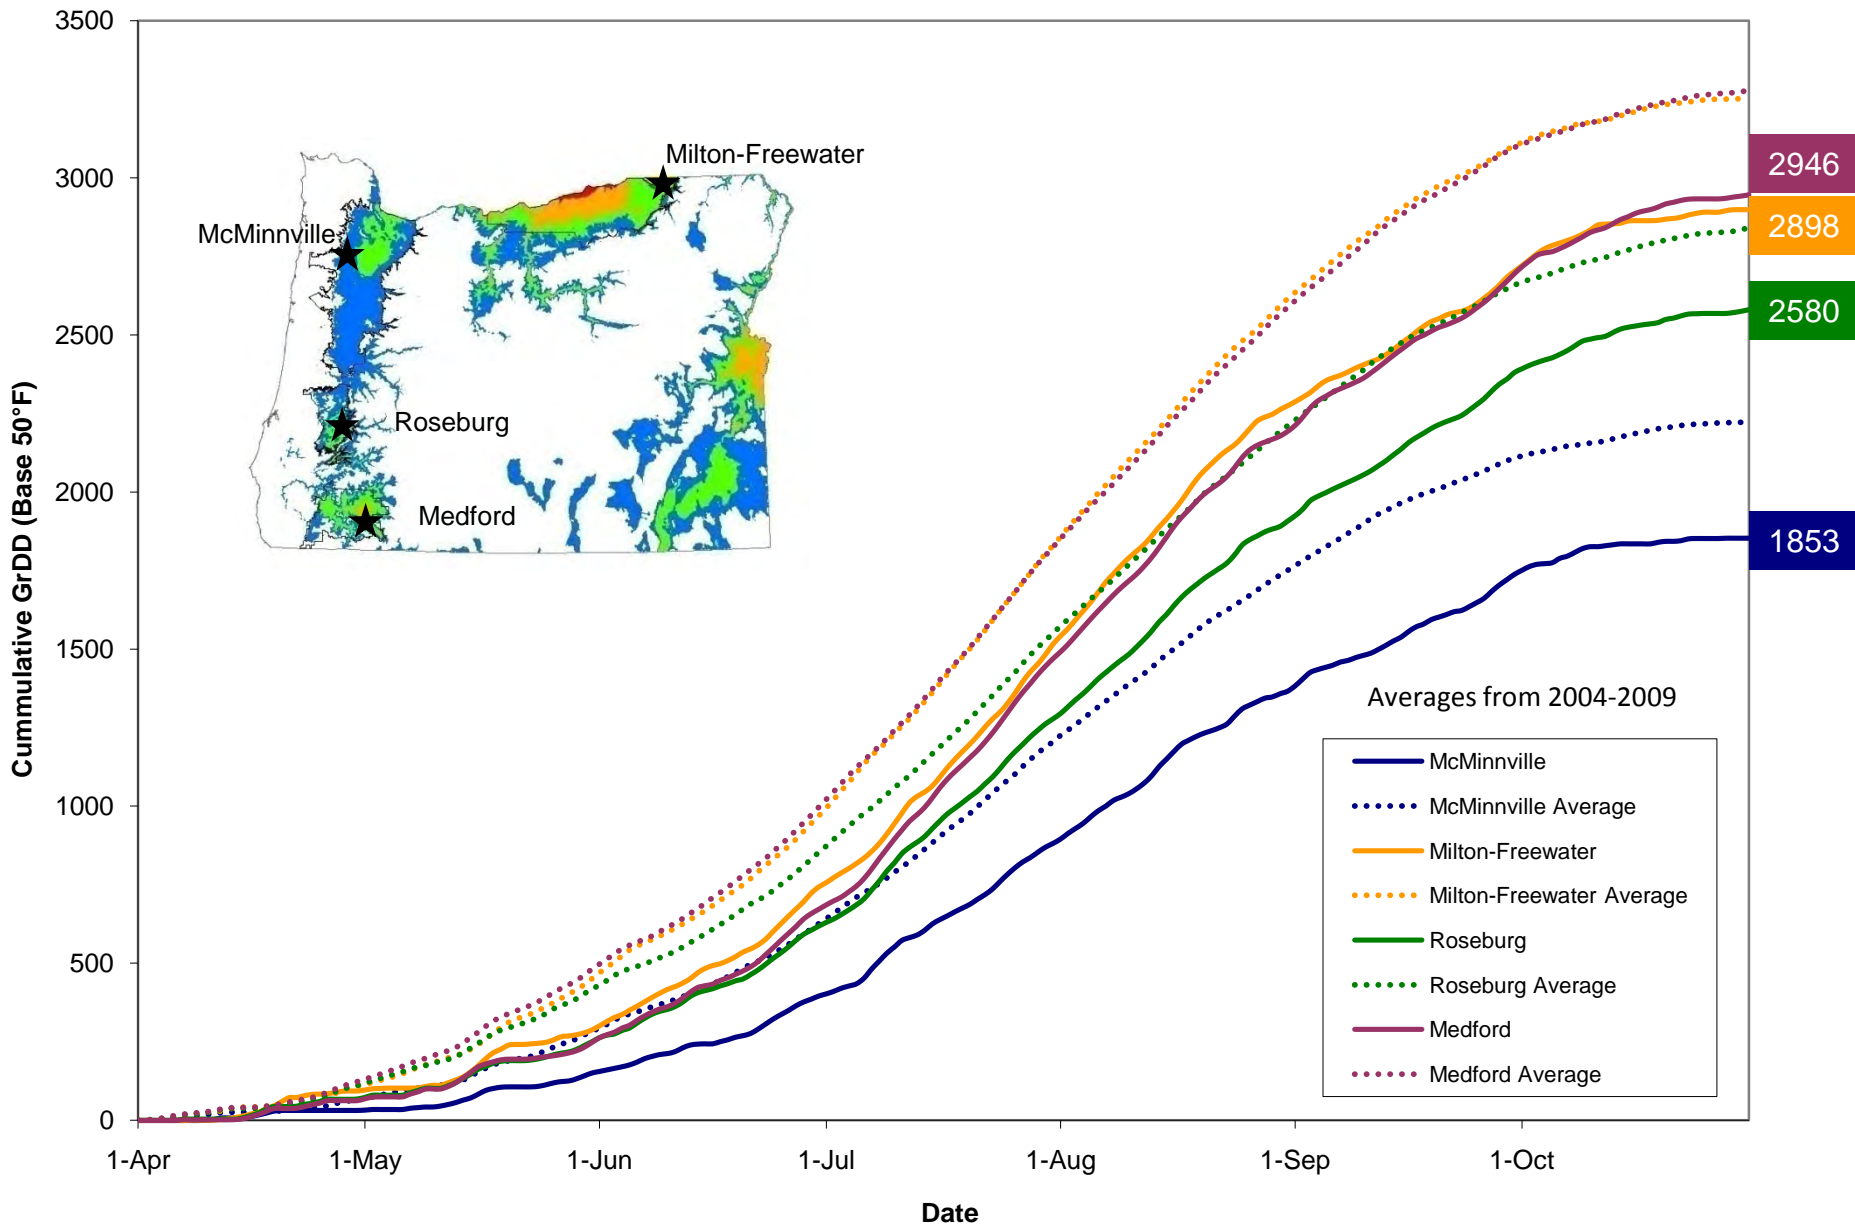 3500
3000
2500
2000
1500
1000
500
0
Cummulative GrDD (Base 50°F)
1-Apr
1-May
1-Jun
1-Jul
1-Aug
1-Sep
1-Oct
Date
Milton-Freewater
McMinnville
Roseburg
Medford
2946
2898
2580
1853
Averages from 2004-2009
McMinnville
McMinnville Average
Milton-Freewater
Milton-Freewater Average
Roseburg
Roseburg Average
Medford
Medford Average